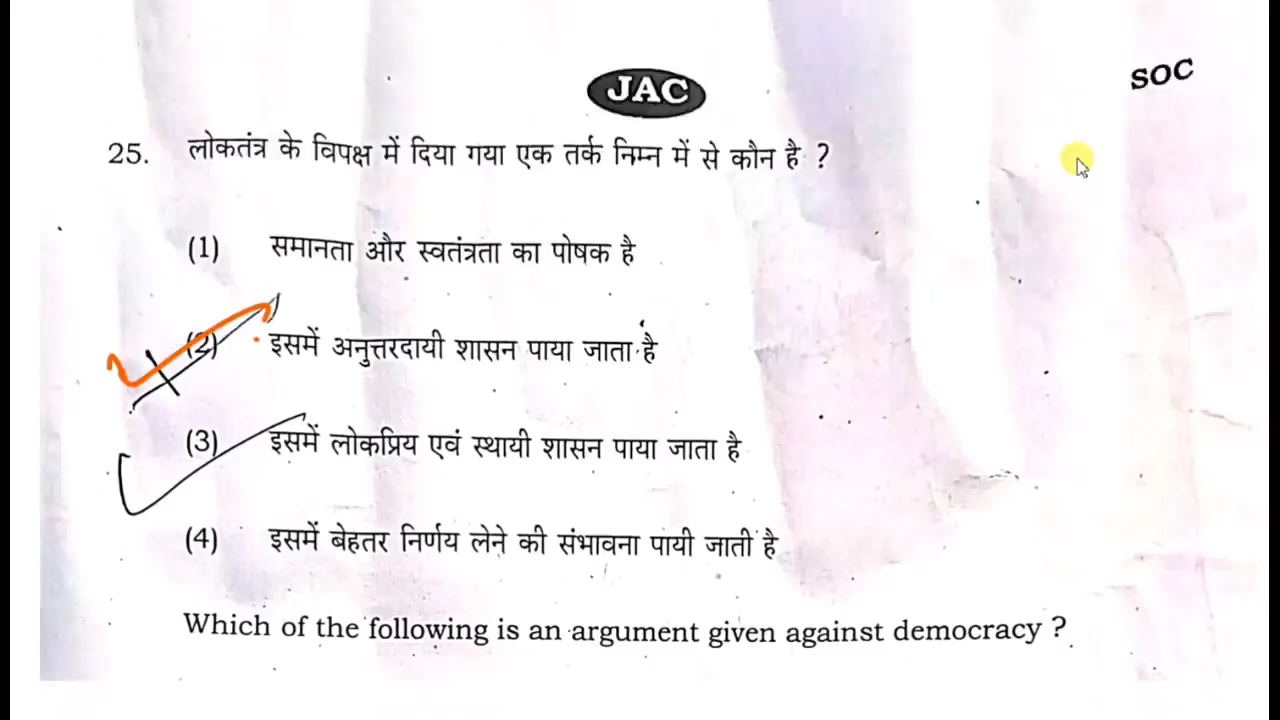 JAC
SOC
25. लोकतंत्र के विपक्ष में दिया गया एक तर्क निम्न में से कौन है ?
(1) समानता और स्वतंत्रता का पोषक है
(2) इसमें अनुत्तरदायी शासन पाया जाता है
(3) इसमें लोकप्रिय एवं स्थायी शासन पाया जाता है
(4) इसमें बेहतर निर्णय लेने की संभावना पायी जाती है
Which of the following is an argument given against democracy ?